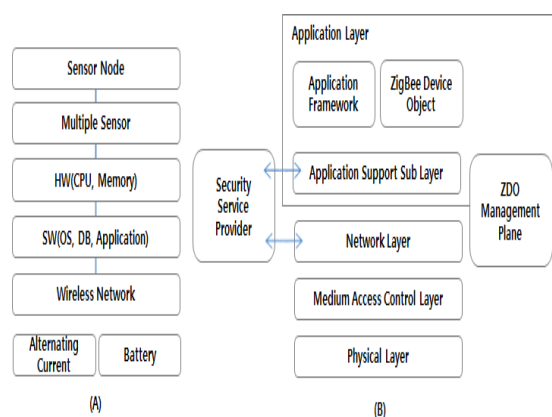 Sensor Node
Multiple Sensor
HW(CPU, Memory)
SW(OS, DB, Application)
Wireless Network
Alternating
Current
Battery
(A)
Application Layer
Application
Framework
ZigBee Device
Object
Application Support Sub Layer
Security
Service
Provider
ZDO
Management
Plane
Network Layer
Medium Access Control Layer
Physical Layer
(B)